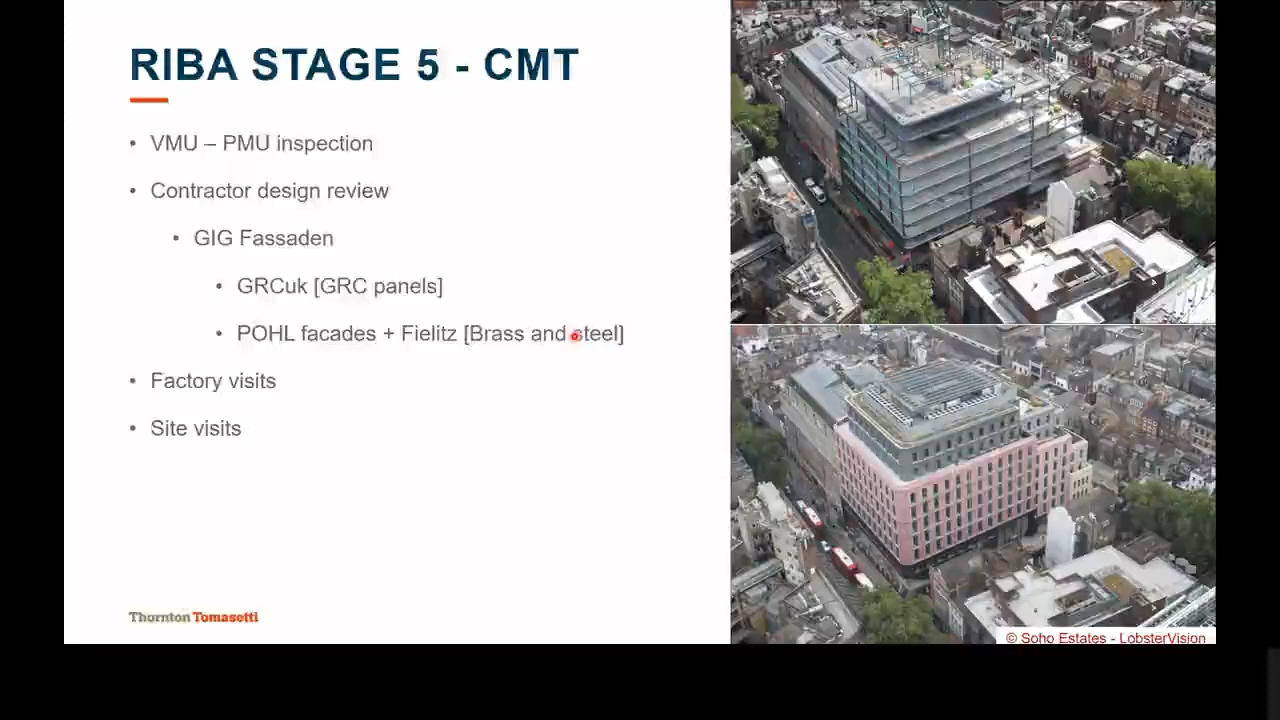 RIBA STAGE 5 - CMT
• VMU – PMU inspection
• Contractor design review
• GIG Fassaden
• GRCuk [GRC panels]
• POHL facades + Fielitz [Brass and steel]
• Factory visits
• Site visits
Thornton Tomasetti
© Soho Estates - LobsterVision